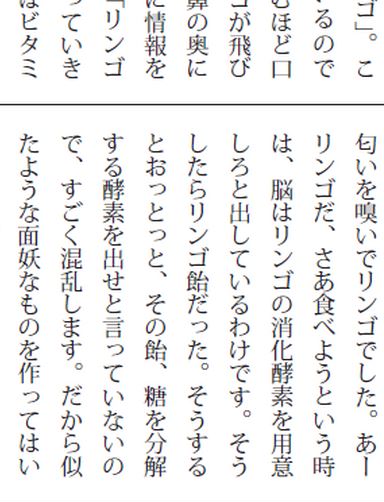 ゴ」。こ
るので
むほど口
が飛び
の奥に
に情報を
「リンゴ
っていき
はビタミ
匂いを嗅いでリンゴでした。あー
リンゴだ、さあ食べようという時
は、脳はリンゴの消化酵素を用意
しろと出しているわけです。そう
したらリンゴ飴だった。そうする
とおっとっと、その飴、糖を分解
する酵素を出せと言っていないの
で、すごく混乱します。だから似
たような面妖なものを作ってはい